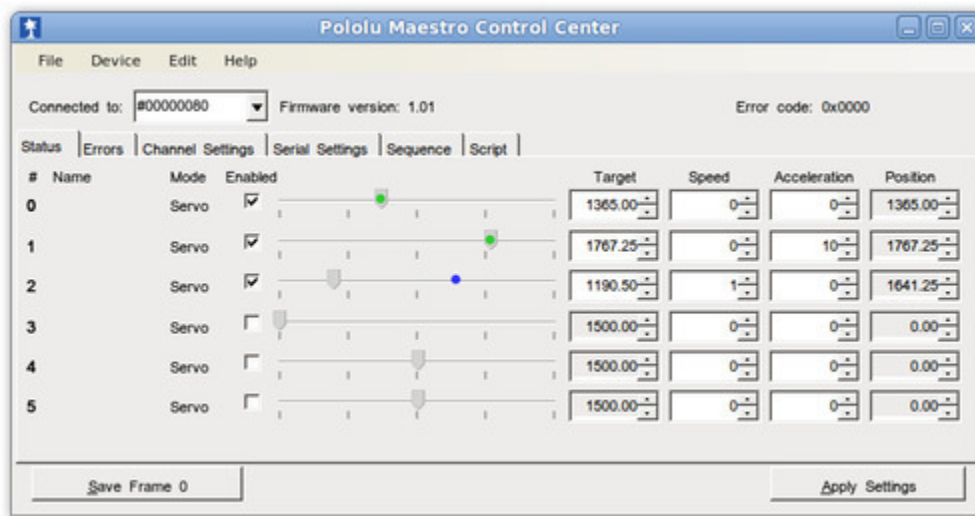 Pololu Maestro Control Center
File Device Edit Help
Connected to: #00000080 Firmware version: 1.01 Error code: 0x0000
Status Errors Channel Settings Serial Settings Sequence Script
# Name Mode Enabled Target Speed Acceleration Position
0 Servo 1365.00 0 0 1365.00
1 Servo 1767.25 0 10 1767.25
2 Servo 1190.50 1 0 1641.25
3 Servo 1500.00 0 0 0.00
4 Servo 1500.00 0 0 0.00
5 Servo 1500.00 0 0 0.00
Save Frame 0 Apply Settings